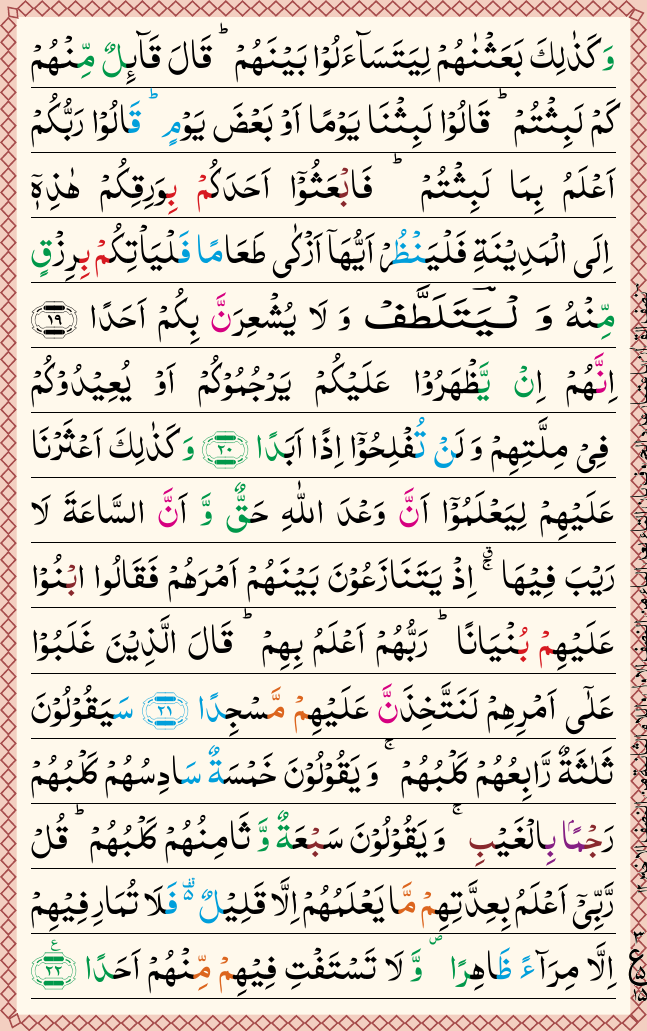 وَكَذٰلِكَ بَعَثْنٰهُمْ لِيَتَسَآءَلُوْا بَيْنَهُمْ ؕ قَالَ قَآئِلٌ مِّنْهُمْ
كَمْ لَبِثْتُمْ ؕ قَالُوْا لَبِثْنَا يَوْمًا اَوْ بَعْضَ يَوْمٍ ؕ قَالُوْا رَبُّكُمْ
اَعْلَمُ بِمَا لَبِثْتُمْ ؕ فَابْعَثُوْٓا اَحَدَكُمْ بِوَرِقِكُمْ هٰذِهٖۤ
اِلَى الْمَدِيْنَةِ فَلْيَنْظُرْ اَيُّهَاۤ اَزْكٰى طَعَامًا فَلْيَاْتِكُمْ بِرِزْقٍ
مِّنْهُ وَ لْيَتَلَطَّفْ وَ لَا يُشْعِرَنَّ بِكُمْ اَحَدًا ۱۹
اِنَّهُمْ اِنْ يَّظْهَرُوْا عَلَيْكُمْ يَرْجُمُوْكُمْ اَوْ يُعِيْدُوْكُمْ
فِيْ مِلَّتِهِمْ وَ لَنْ تُفْلِحُوْٓا اِذًا اَبَدًا ۲۰ وَكَذٰلِكَ اَعْثَرْنَا
عَلَيْهِمْ لِيَعْلَمُوْٓا اَنَّ وَعْدَ اللّٰهِ حَقٌّ وَّ اَنَّ السَّاعَةَ لَا
رَيْبَ فِيْهَا ۚ اِذْ يَتَنَازَعُوْنَ بَيْنَهُمْ اَمْرَهُمْ فَقَالُوا ابْنُوْا
عَلَيْهِمْ بُنْيَانًا ؕ رَبُّهُمْ اَعْلَمُ بِهِمْ ؕ قَالَ الَّذِيْنَ غَلَبُوْا
عَلٰٓى اَمْرِهِمْ لَنَتَّخِذَنَّ عَلَيْهِمْ مَّسْجِدًا ۲۱ سَيَقُوْلُوْنَ
ثَلٰثَةٌ رَّابِعُهُمْ كَلْبُهُمْ ۚ وَ يَقُوْلُوْنَ خَمْسَةٌ سَادِسُهُمْ كَلْبُهُمْ
رَجْمًۢا بِالْغَيْبِ ۚ وَ يَقُوْلُوْنَ سَبْعَةٌ وَّ ثَامِنُهُمْ كَلْبُهُمْ ؕ قُلْ
رَّبِّيْٓ اَعْلَمُ بِعِدَّتِهِمْ مَّا يَعْلَمُهُمْ اِلَّا قَلِيْلٌ ۫ فَلَا تُمَارِ فِيْهِمْ
اِلَّا مِرَآءً ظَاهِرًا ۪ وَّ لَا تَسْتَفْتِ فِيْهِمْ مِّنْهُمْ اَحَدًا ۲۲